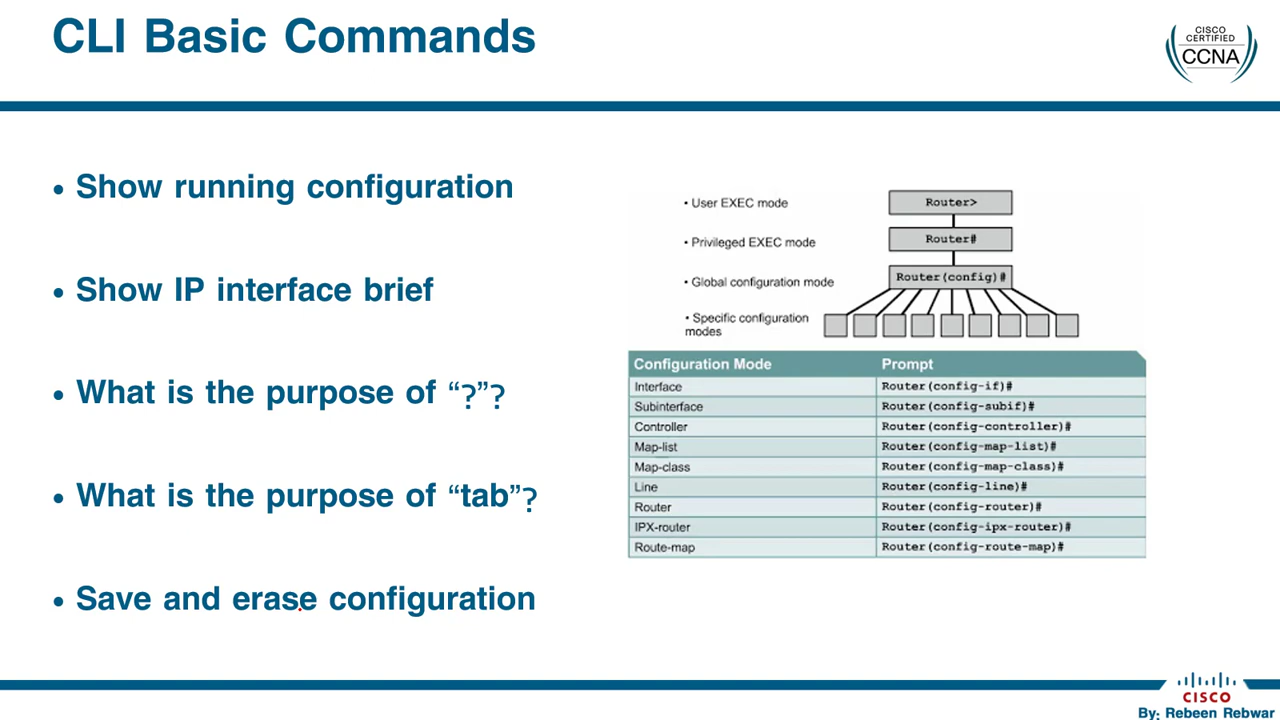 CLI Basic Commands
CISCO
CERTIFIED
CCNA
• Show running configuration
• Show IP interface brief
• What is the purpose of “?”?
• What is the purpose of “tab”?
• Save and erase configuration
• User EXEC mode
Router>
• Privileged EXEC mode
Router#
• Global configuration mode
Router(config)#
• Specific configuration
modes
Configuration Mode Prompt
Interface Router(config-if)#
Subinterface Router(config-subif)#
Controller Router(config-controller)#
Map-list Router(config-map-list)#
Map-class Router(config-map-class)#
Line Router(config-line)#
Router Router(config-router)#
IPX-router Router(config-ipx-router)#
Route-map Router(config-route-map)#
CISCO
By: Rebeen Rebwar